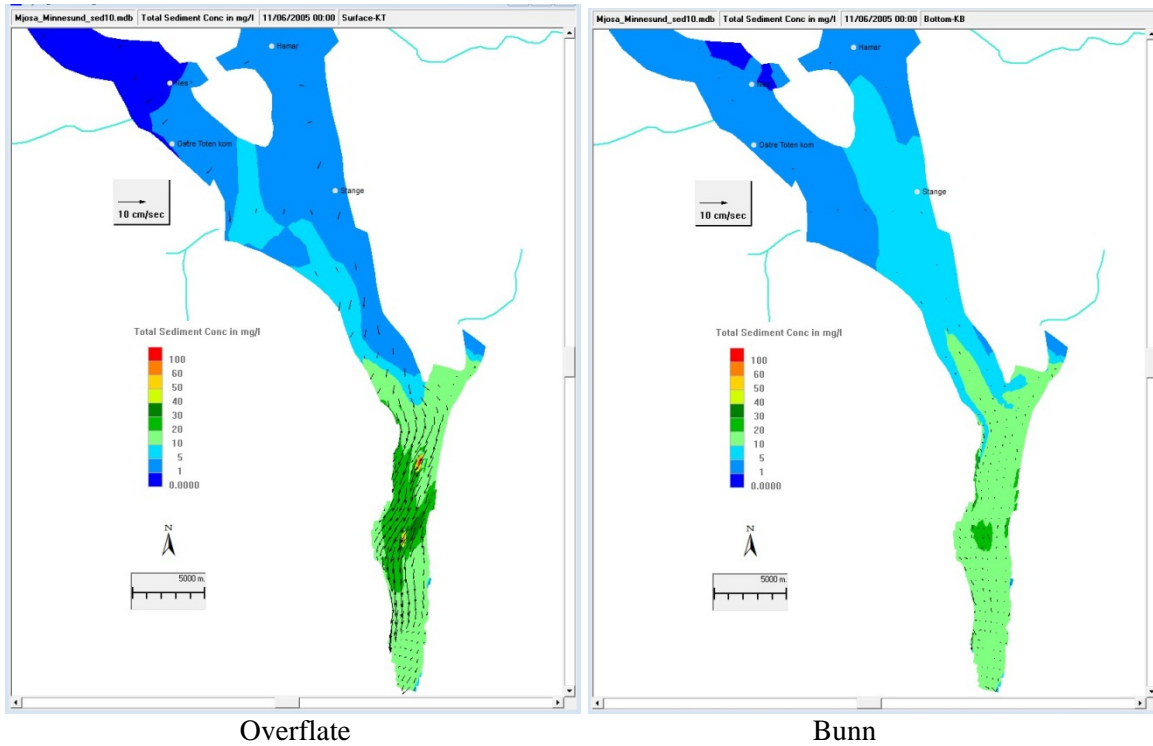 Mjosa_Minnesund_sed10.mdb Total Sediment Conc in mg/l 11/06/2005 00:00 Surface-KT
Hamar
Nes
Ostre Toten kom
Stange
10 cm/sec
Total Sediment Conc in mg/l
100
60
50
40
30
20
10
5
1
0.0000
N
5000 m.
Overflate
Mjosa_Minnesund_sed10.mdb Total Sediment Conc in mg/l 11/06/2005 00:00 Bottom-KB
Hamar
Nes
Ostre Toten kom
Stange
10 cm/sec
Total Sediment Conc in mg/l
100
60
50
40
30
20
10
5
1
0.0000
N
5000 m.
Bunn